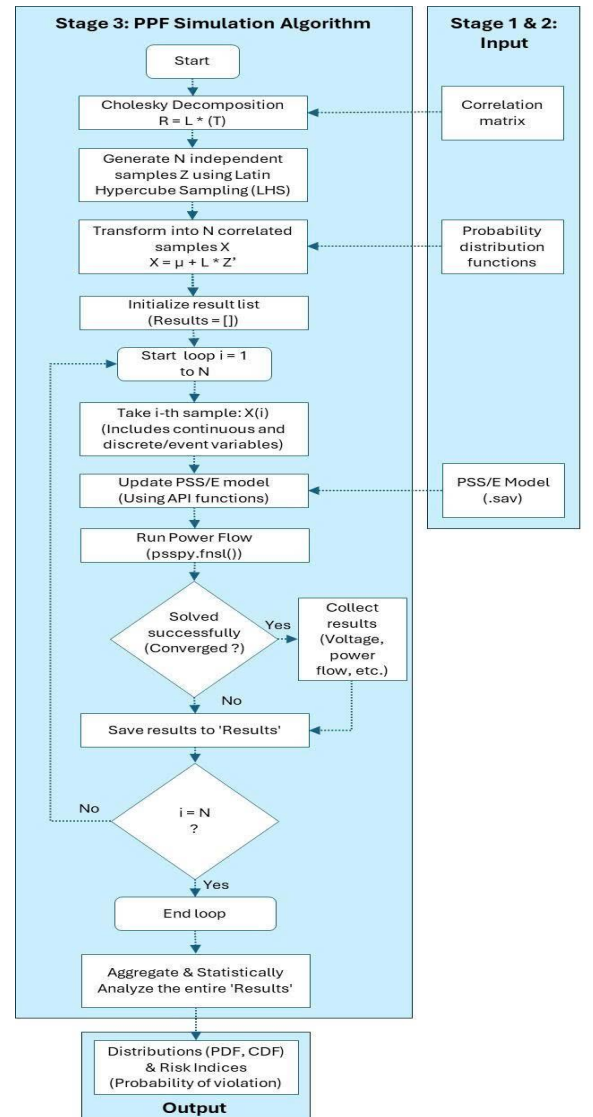 Stage 3: PPF Simulation Algorithm
Start
Cholesky Decomposition
R = L * (T)
Generate N independent
samples Z using Latin
Hypercube Sampling (LHS)
Transform into N correlated
samples X
X = μ + L * Z’
Initialize result list
(Results = [])
Start loop i = 1
to N
Take i-th sample: X(i)
(Includes continuous and
discrete/event variables)
Update PSS/E model
(Using API functions)
Run Power Flow
(psspy.fnsl())
Solved
successfully
(Converged ?)
Yes
Collect
results
(Voltage,
power
flow, etc.)
No
Save results to 'Results'
No
i = N
?
Yes
End loop
Aggregate & Statistically
Analyze the entire 'Results'
Stage 1 & 2:
Input
Correlation
matrix
Probability
distribution
functions
PSS/E Model
(.sav)
Distributions (PDF, CDF)
& Risk Indices
(Probability of violation)
Output